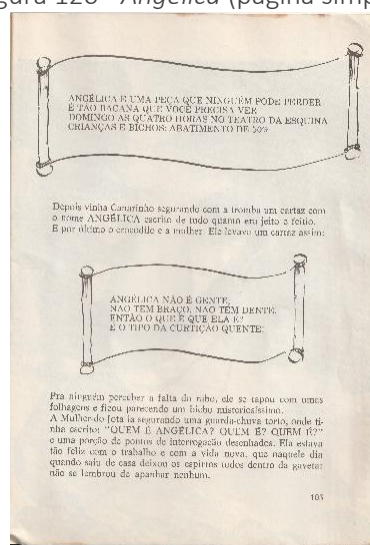 gura 126 - Angélica (página simp
ANGÉLICA É UMA PEÇA QUE NINGUÉM PODE PERDER
É TÃO BACANA QUE VOCÊ PRECISA VER
DOMINGO AS QUATRO HORAS NO TEATRO DA ESQUINA
CRIANÇAS E BICHOS: ABATIMENTO DE 50%
Depois vinha Canarinho segurando com a tromba um cartaz com
o nome ANGÉLICA escrito de tudo quanto era jeito e feitio.
E por último o crocodilo e a mulher. Ele levava um cartaz assim:
ANGÉLICA NÃO É GENTE,
NÃO TEM BRAÇO, NÃO TEM DENTE.
ENTÃO O QUE É QUE ELA É?
É O TIPO DA CURTIÇÃO QUENTE!
Pra ninguém perceber a falta do rabo, ele se tapou com umas
folhagens e ficou parecendo um bicho misteriosíssimo.
A Mulher-do-Jota ia segurando uma guarda-chuva torto, onde ti-
nha escrito: "QUEM É ANGÉLICA? QUEM É? QUEM É?"
e uma porção de pontos de interrogação desenhados. Ela estava
tão feliz com o trabalho e com a vida nova, que naquele dia
quando saiu de casa deixou os espirros todos dentro da gaveta:
não se lembrou de apanhar nenhum.
103